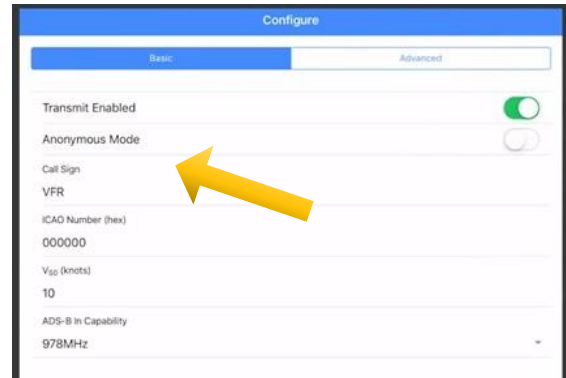 Configure
Basic Advanced
Transmit Enabled
Anonymous Mode
Call Sign
VFR
ICAO Number (hex)
000000
VS0 (knots)
10
ADS-B In Capability
978MHz